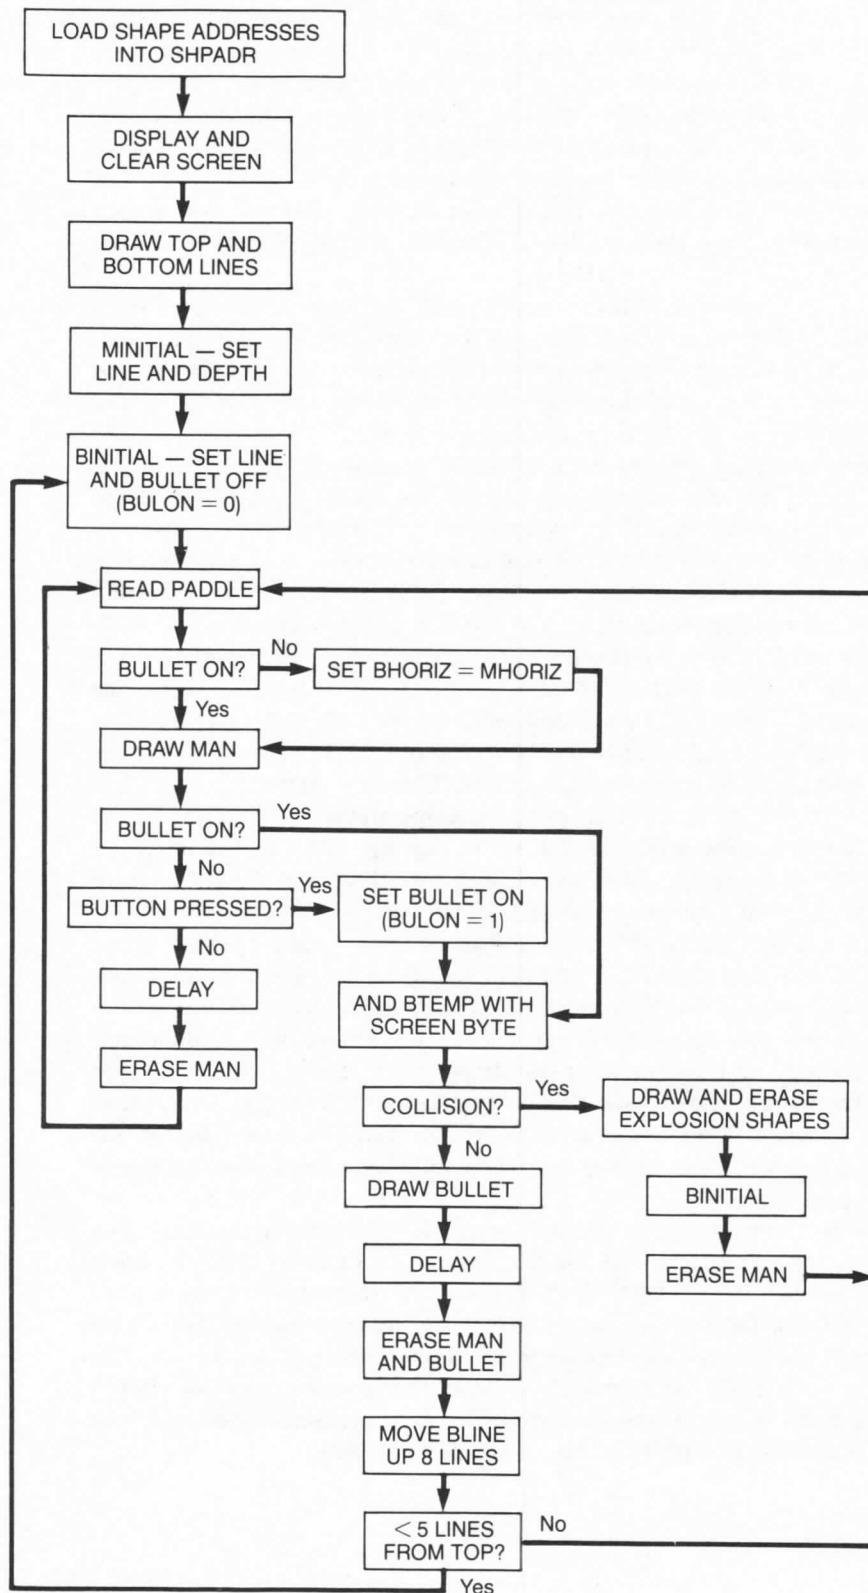 LOAD SHAPE ADDRESSES
INTO SHPADR
DISPLAY AND
CLEAR SCREEN
DRAW TOP AND
BOTTOM LINES
MINITIAL — SET
LINE AND DEPTH
BINITIAL — SET LINE
AND BULLET OFF
(BULON = 0)
READ PADDLE
BULLET ON?
No
SET BHORIZ = MHORIZ
Yes
DRAW MAN
BULLET ON?
Yes
No
BUTTON PRESSED?
Yes
SET BULLET ON
(BULON = 1)
No
DELAY
ERASE MAN
AND BTEMP WITH
SCREEN BYTE
COLLISION?
Yes
DRAW AND ERASE
EXPLOSION SHAPES
BINITIAL
ERASE MAN
No
DRAW BULLET
DELAY
ERASE MAN
AND BULLET
MOVE BLINE
UP 8 LINES
< 5 LINES
FROM TOP?
No
Yes